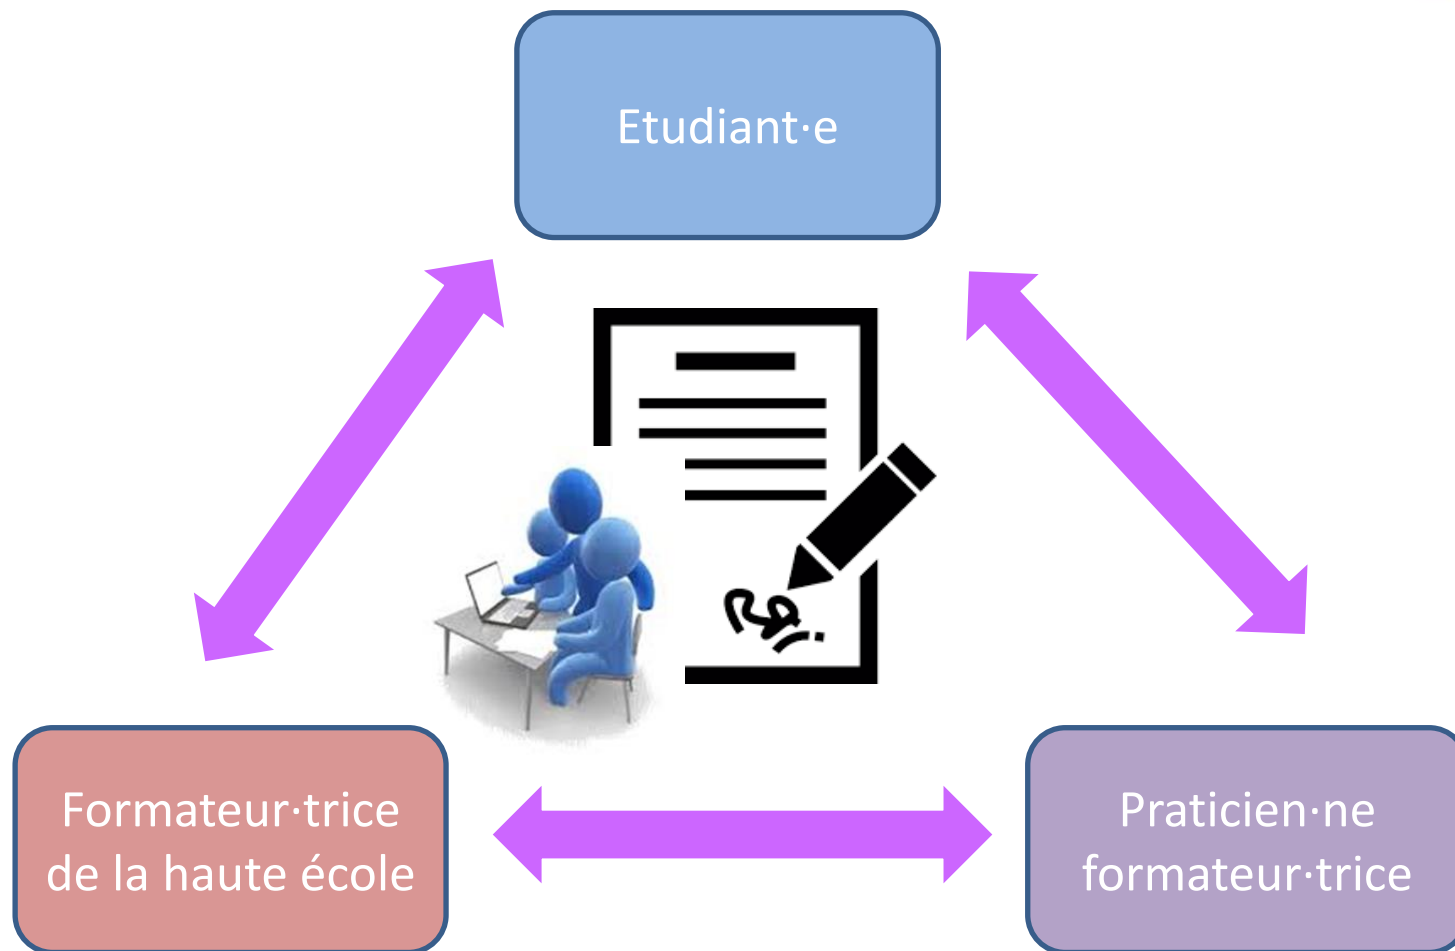 Etudiant·e
Formateur·trice
de la haute école
Praticien·ne
formateur·trice